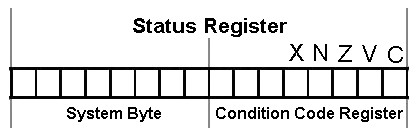 Status Register
X N Z V C
System Byte Condition Code Register